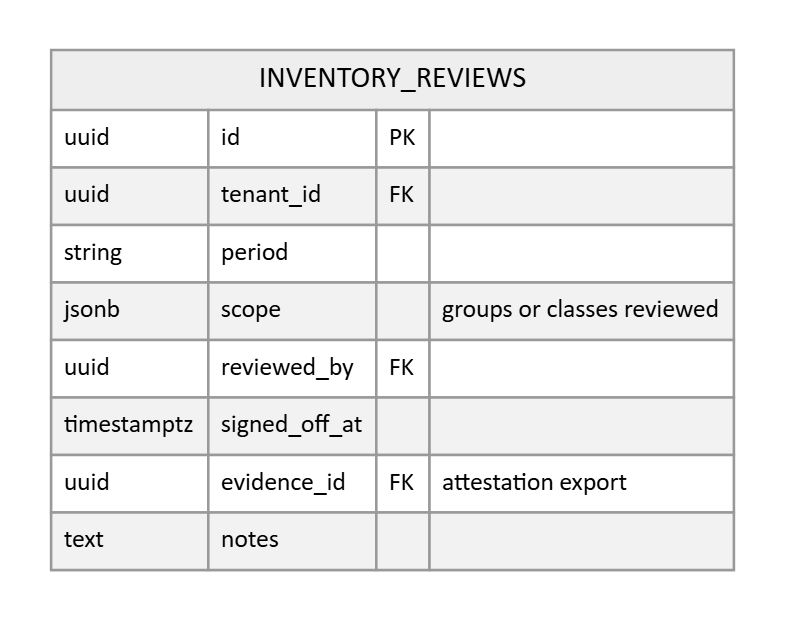 INVENTORY_REVIEWS
uuid id PK
uuid tenant_id FK
string period
jsonb scope groups or classes reviewed
uuid reviewed_by FK
timestamptz signed_off_at
uuid evidence_id FK attestation export
text notes